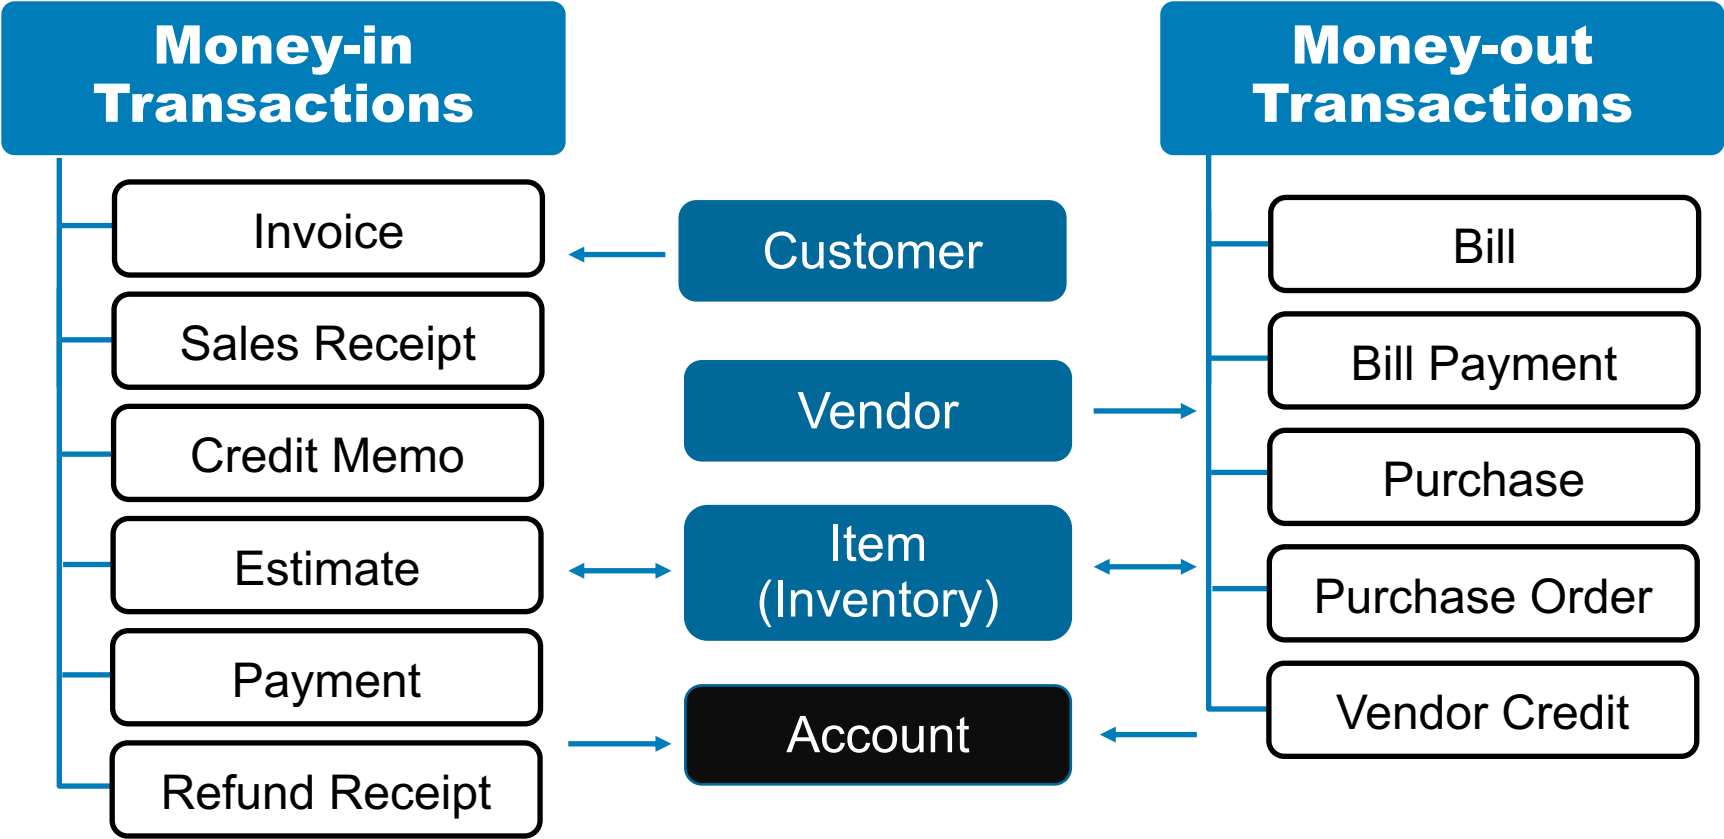 Money-in
Transactions
Invoice
Sales Receipt
Credit Memo
Estimate
Payment
Refund Receipt
Customer
Vendor
Item
(Inventory)
Account
Money-out
Transactions
Bill
Bill Payment
Purchase
Purchase Order
Vendor Credit